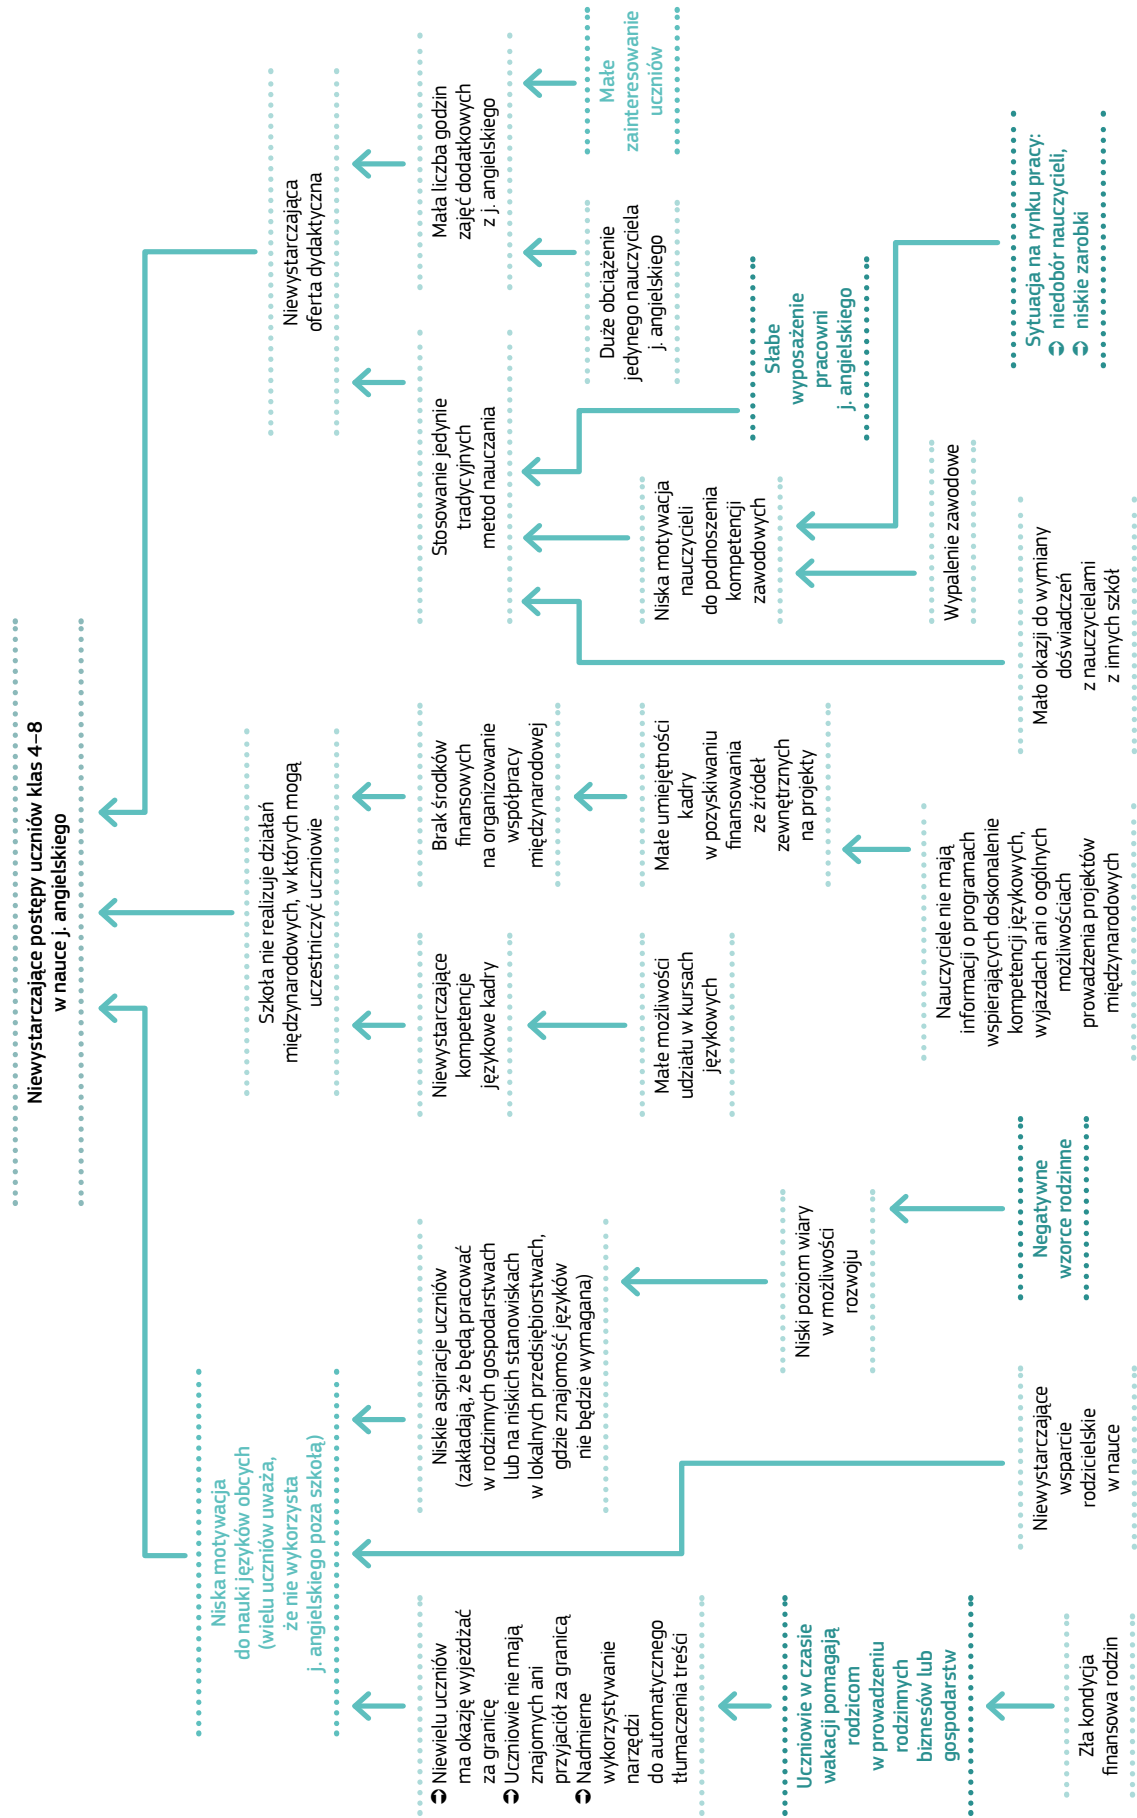 Niewystarczające postępy uczniów klas 4–8
w nauce j. angielskiego
Niska motywacja
do nauki języków obcych
(wielu uczniów uważa,
że nie wykorzysta
j. angielskiego poza szkołą)
Szkoła nie realizuje działań
międzynarodowych, w których mogą
uczestniczyć uczniowie
Niewystarczająca
oferta dydaktyczna
➲ Niewielu uczniów
ma okazję wyjeżdżać
za granicę
➲ Uczniowie nie mają
znajomych ani
przyjaciół za granicą
➲ Nadmierne
wykorzystywanie
narzędzi
do automatycznego
tłumaczenia treści
Niskie aspiracje uczniów
(zakładają, że będą pracować
w rodzinnych gospodarstwach
lub na niskich stanowiskach
w lokalnych przedsiębiorstwach,
gdzie znajomość języków
nie będzie wymagana)
Niewystarczające
kompetencje
językowe kadry
Brak środków
finansowych
na organizowanie
współpracy
międzynarodowej
Stosowanie jedynie
tradycyjnych
metod nauczania
Mała liczba godzin
zajęć dodatkowych
z j. angielskiego
Duże obciążenie
jedynego nauczyciela
j. angielskiego
Małe
zainteresowanie
uczniów
Małe możliwości
udziału w kursach
językowych
Małe umiejętności
kadry
w pozyskiwaniu
finansowania
ze źródeł
zewnętrznych
na projekty
Niska motywacja
nauczycieli
do podnoszenia
kompetencji
zawodowych
Słabe
wyposażenie
pracowni
j. angielskiego
Uczniowie w czasie
wakacji pomagają
rodzicom
w prowadzeniu
rodzinnych
biznesów lub
gospodarstw
Niski poziom wiary
w możliwości
rozwoju
Nauczyciele nie mają
informacji o programach
wspierających doskonalenie
kompetencji językowych,
wyjazdach ani o ogólnych
możliwościach
prowadzenia projektów
międzynarodowych
Wypalenie zawodowe
Sytuacja na rynku pracy:
➲ niedobór nauczycieli,
➲ niskie zarobki
Zła kondycja
finansowa rodzin
Niewystarczające
wsparcie
rodzicielskie
w nauce
Negatywne
wzorce rodzinne
Mało okazji do wymiany
doświadczeń
z nauczycielami
z innych szkół